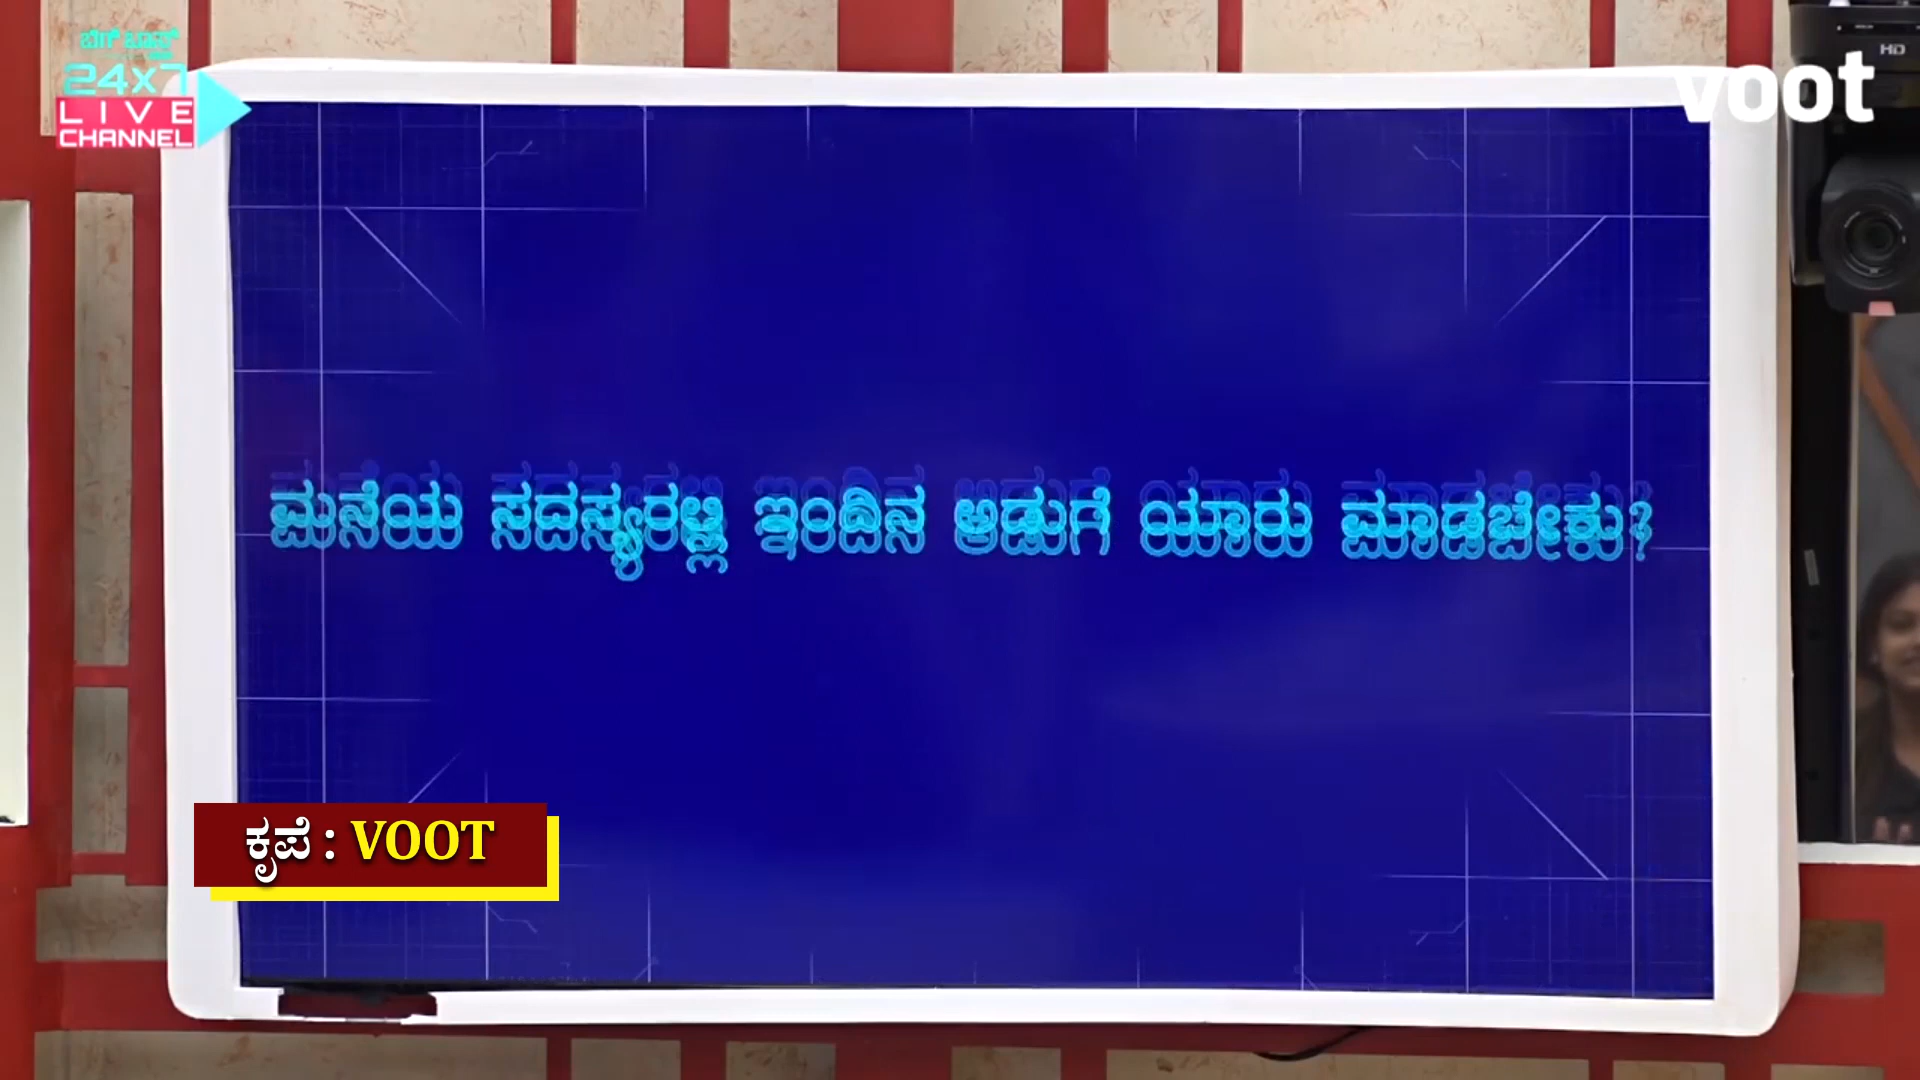 ಬಿಗ್ ಬಾಸ್
24x7
LIVE
CHANNEL
voot
HD
ಮನೆಯ ಸದಸ್ಯರಲ್ಲಿ ಇಂದಿನ ಅಡುಗೆ ಯಾರು ಮಾಡಬೇಕು?
ಕೃಪೆ : VOOT